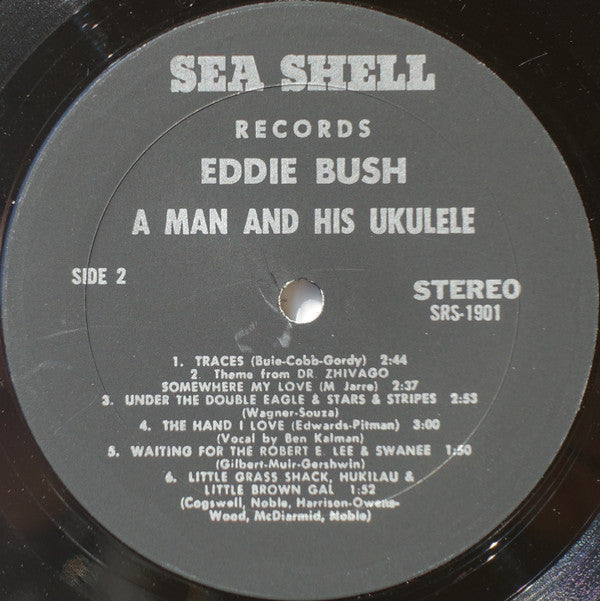 SEA SHELL
RECORDS
EDDIE BUSH
A MAN AND HIS UKULELE
SIDE 2
STEREO
SRS-1901
1. TRACES (Buie-Cobb-Gordy) 2:44
2 Theme from DR. ZHIVAGO
SOMEWHERE MY LOVE (M Jarre) 2:37
3. UNDER THE DOUBLE EAGLE & STARS & STRIPES 2:53
(Wagner-Souza)
4. THE HAND I LOVE (Edwards-Pitman) 3:00
(Vocal by Ben Kalman)
5. WAITING FOR THE ROBERT E. LEE & SWANEE 1:50
(Gilbert-Muir-Gershwin)
6. LITTLE GRASS SHACK, HUKILAU &
LITTLE BROWN GAL 1:52
(Cogswell, Noble, Harrison-Owens-
Wood, McDiarmid, Noble)